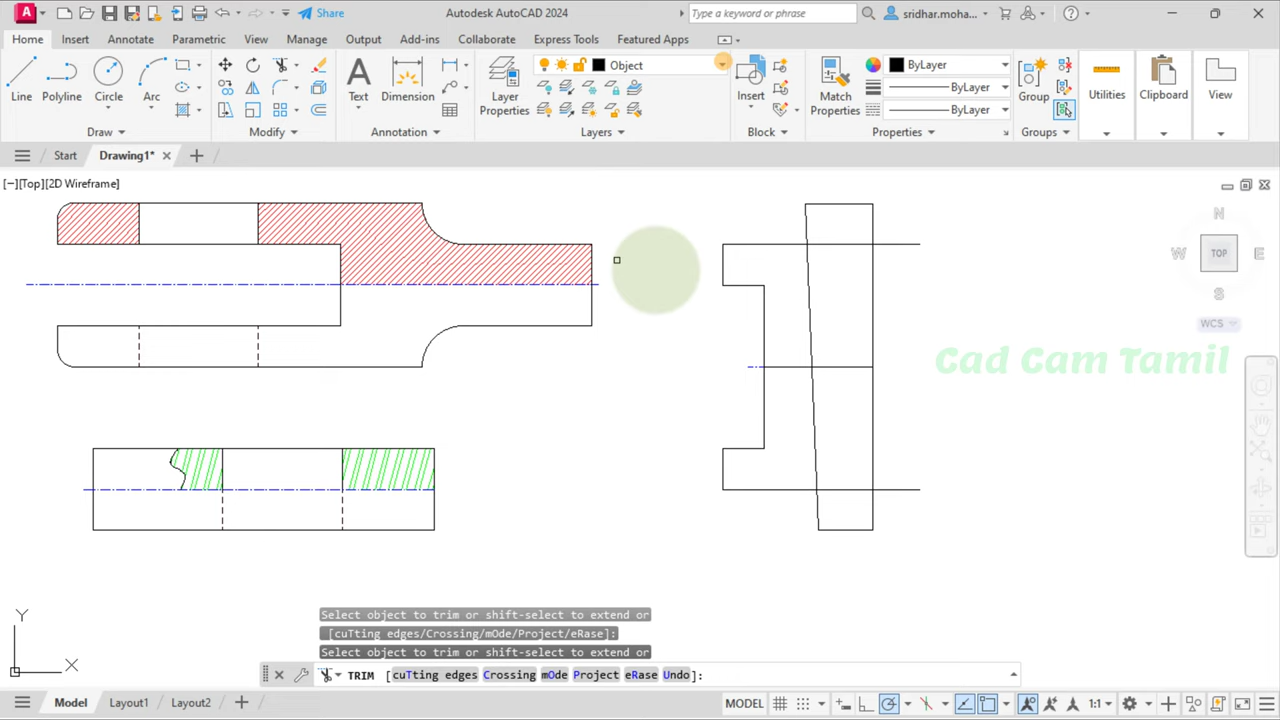 Share
Autodesk AutoCAD 2024
Type a keyword or phrase
sridhar.moha...
Home
Insert
Annotate
Parametric
View
Manage
Output
Add-ins
Collaborate
Express Tools
Featured Apps
Line
Polyline
Circle
Arc
Draw
Modify
Text
Dimension
Annotation
Layer
Properties
Object
Layers
Insert
Block
Match
Properties
ByLayer
ByLayer
ByLayer
Properties
Group
Groups
Utilities
Clipboard
View
Start
Drawing1*
[−][Top][2D Wireframe]
N
W
TOP
E
S
WCS
Cad Cam Tamil
Y
X
Select object to trim or shift-select to extend or
[cuTting edges/Crossing/mOde/Project/eRase]:
Select object to trim or shift-select to extend or
TRIM [cuTting edges Crossing mOde Project eRase Undo]:
Model
Layout1
Layout2
MODEL
1:1